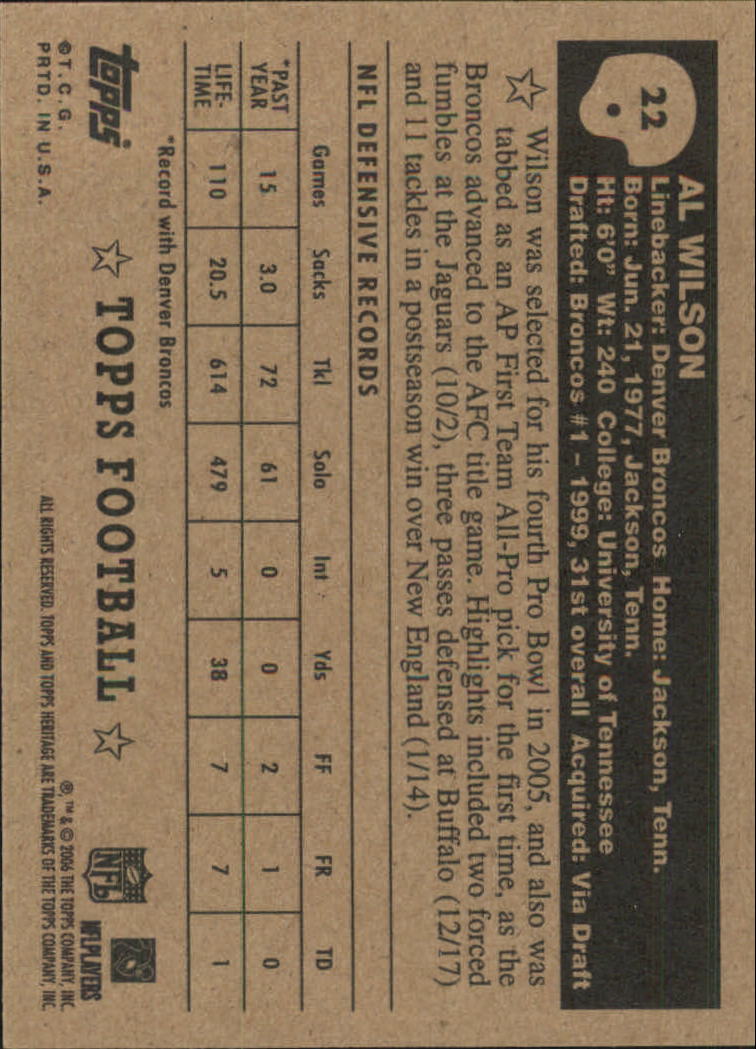 22
AL WILSON
Linebacker: Denver Broncos Home: Jackson, Tenn.
Born: Jun. 21, 1977, Jackson, Tenn.
Ht: 6'0" Wt: 240 College: University of Tennessee
Drafted: Broncos #1 – 1999, 31st overall Acquired: Via Draft
Wilson was selected for his fourth Pro Bowl in 2005, and also was
tabbed as an AP First Team All-Pro pick for the first time, as the
Broncos advanced to the AFC title game. Highlights included two forced
fumbles at the Jaguars (10/2), three passes defensed at Buffalo (12/17)
and 11 tackles in a postseason win over New England (1/14).
NFL DEFENSIVE RECORDS
Games Sacks Tkl Solo Int Yds FF FR TD
*PAST YEAR 15 3.0 72 61 0 0 2 1 0
LIFE-TIME 110 20.5 614 479 5 38 7 7 1
*Record with Denver Broncos
topps
TOPPS FOOTBALL
NFL
NFLPLAYERS
© T. C. G.
PRTD. IN U.S.A.
®, ™ & © 2006 THE TOPPS COMPANY, INC.
ALL RIGHTS RESERVED. TOPPS AND TOPPS HERITAGE ARE TRADEMARKS OF THE TOPPS COMPANY, INC.